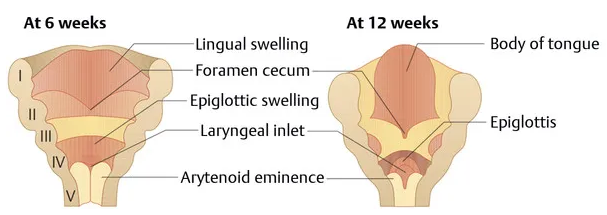 At 6 weeks
At 12 weeks
Lingual swelling
Body of tongue
I
Foramen cecum
II
Epiglottic swelling
III
Laryngeal inlet
Epiglottis
IV
Arytenoid eminence
V